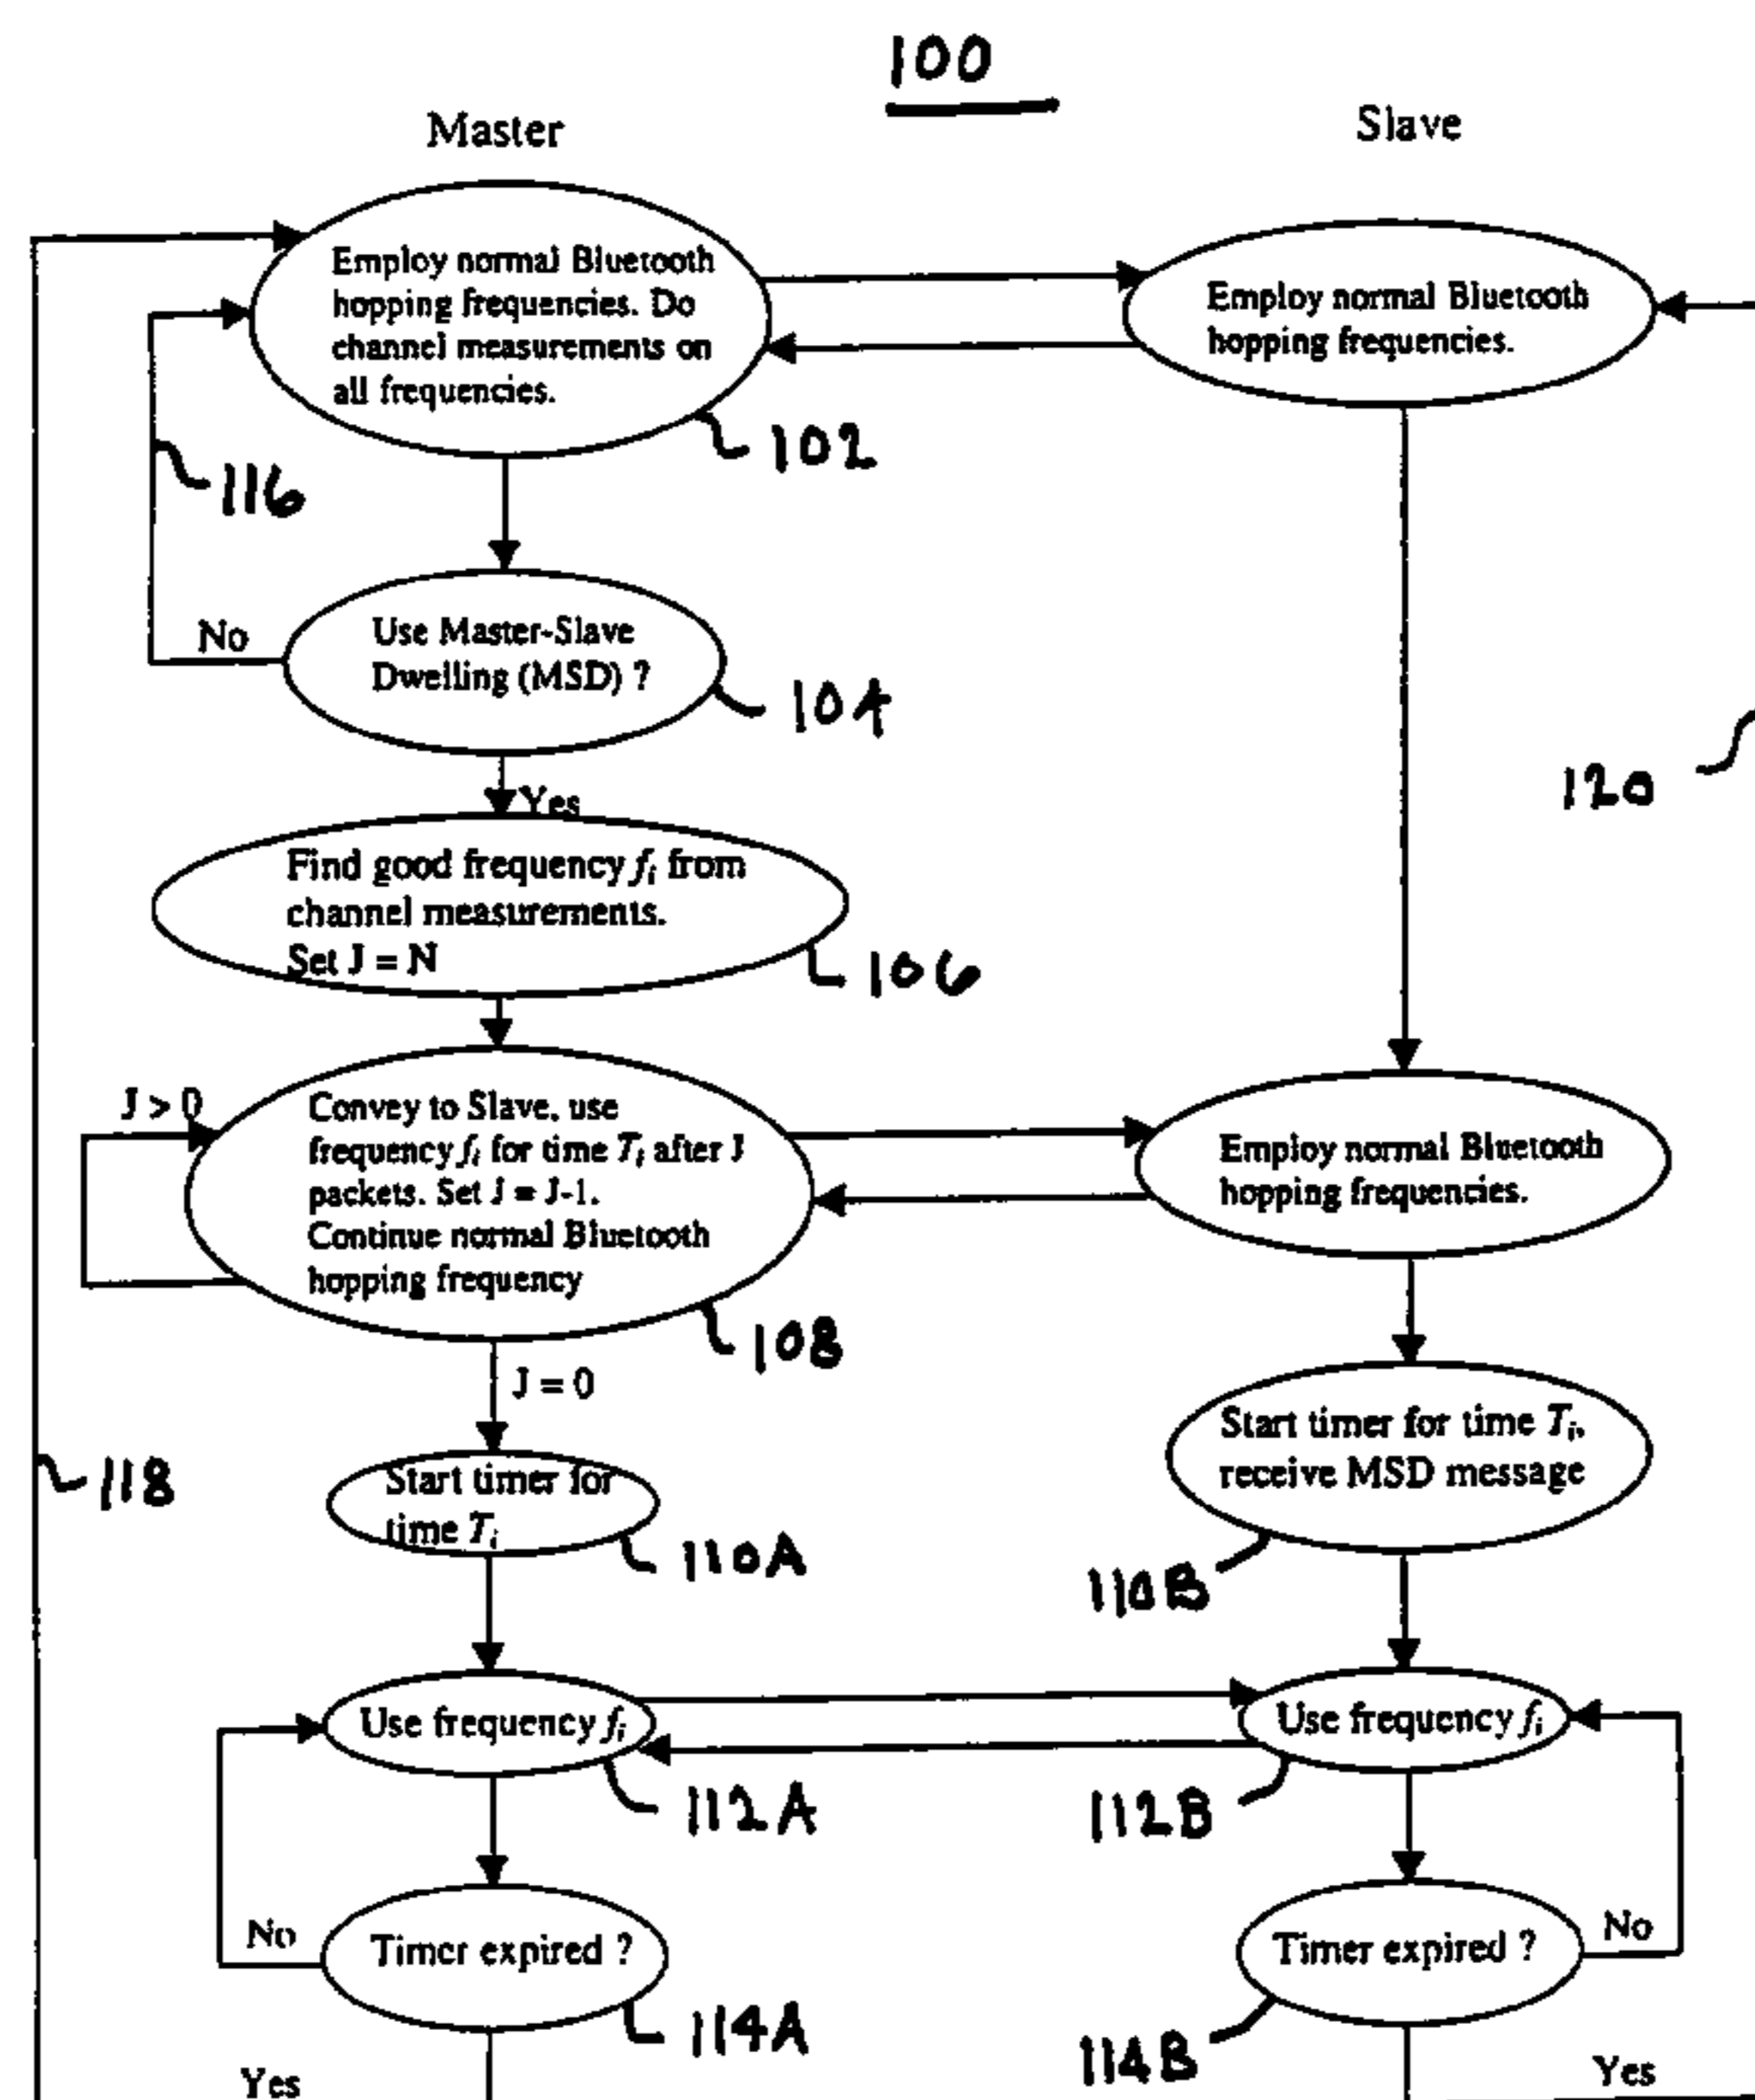 100
Master
Slave
Employ normal Bluetooth
hopping frequencies. Do
channel measurements on
all frequencies.
Employ normal Bluetooth
hopping frequencies.
102
116
No
Use Master-Slave
Dwelling (MSD) ?
104
120
Yes
Find good frequency fi from
channel measurements.
Set J = N
106
J > 0
Convey to Slave, use
frequency fi for time Ti after J
packets. Set J = J-1.
Continue normal Bluetooth
hopping frequency
Employ normal Bluetooth
hopping frequencies.
108
J = 0
118
Start timer for
time Ti
110A
Start timer for time Ti,
receive MSD message
110B
Use frequency fi
Use frequency fi
112A
112B
No
Timer expired ?
Timer expired ?
No
114A
114B
Yes
Yes